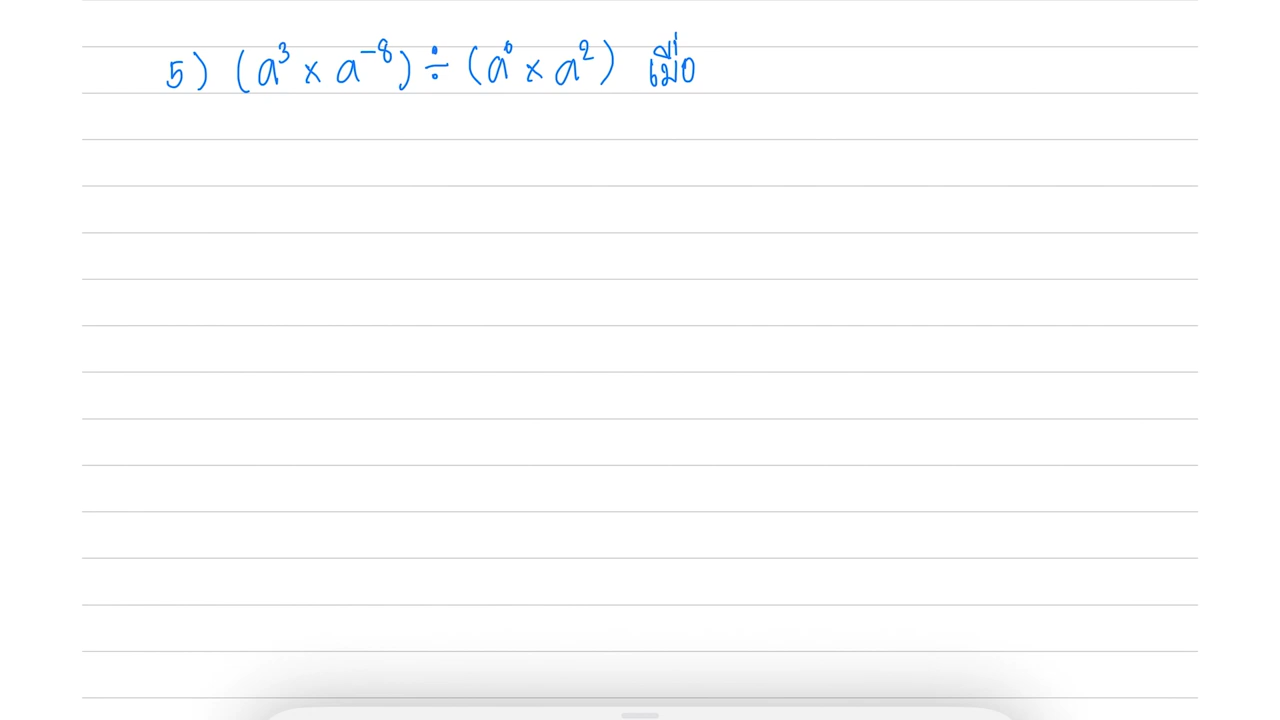 5) (a³ × a⁻⁸) ÷ (a⁰ × a²) เมื่อ